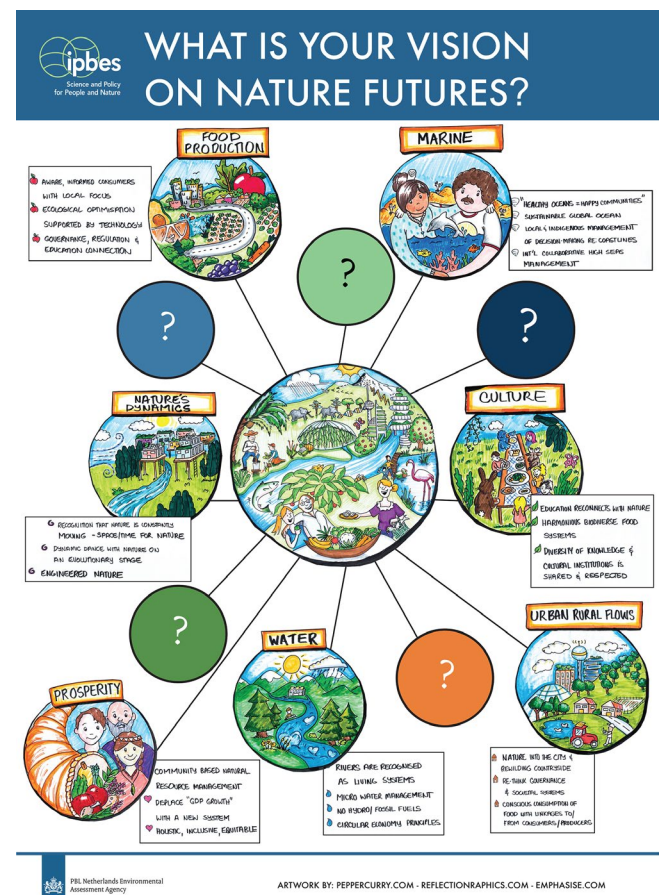 ipbes
Science and Policy
for People and Nature
WHAT IS YOUR VISION
ON NATURE FUTURES?
FOOD
PRODUCTION
AWARE, INFORMED CONSUMERS
WITH LOCAL FOCUS
ECOLOGICAL OPTIMISATION
SUPPORTED BY TECHNOLOGY
GOVERNANCE, REGULATION &
EDUCATION CONNECTION
MARINE
"HEALTHY OCEANS = HAPPY COMMUNITIES"
SUSTAINABLE GLOBAL OCEAN
LOCAL & INDIGENOUS MANAGEMENT
OF DECISION-MAKING RE: COASTLINES
INT'L COLLABORATIVE HIGH SEAS
MANAGEMENT
?
?
?
NATURE'S
DYNAMICS
RECOGNITION THAT NATURE IS CONSTANTLY
MOVING - SPACE/TIME FOR NATURE
DYNAMIC DANCE WITH NATURE ON
AN EVOLUTIONARY STAGE
ENGINEERED NATURE
CULTURE
EDUCATION RECONNECTS WITH NATURE
HARMONIOUS BIODIVERSE FOOD
SYSTEMS
DIVERSITY OF KNOWLEDGE &
CULTURAL INSTITUTIONS IS
SHARED & RESPECTED
?
?
PROSPERITY
COMMUNITY BASED NATURAL
RESOURCE MANAGEMENT
DEPLACE "GDP GROWTH"
WITH A NEW SYSTEM
HOLISTIC, INCLUSIVE, EQUITABLE
WATER
RIVERS ARE RECOGNISED
AS LIVING SYSTEMS
MICRO WATER MANAGEMENT
NO HYDRO/ FOSSIL FUELS
CIRCULAR ECONOMY PRINCIPLES
URBAN RURAL FLOWS
NATURE INTO THE CITY &
REWILDING COUNTRYSIDE
RE-THINK GOVERNANCE
& SOCIETAL SYSTEMS
CONSCIOUS CONSUMPTION OF
FOOD WITH LINKAGES TO/
FROM CONSUMERS/PRODUCERS
PBL Netherlands Environmental
Assessment Agency
ARTWORK BY: PEPPERCURRY.COM - REFLECTIONRAPHICS.COM - EMPHASISE.COM